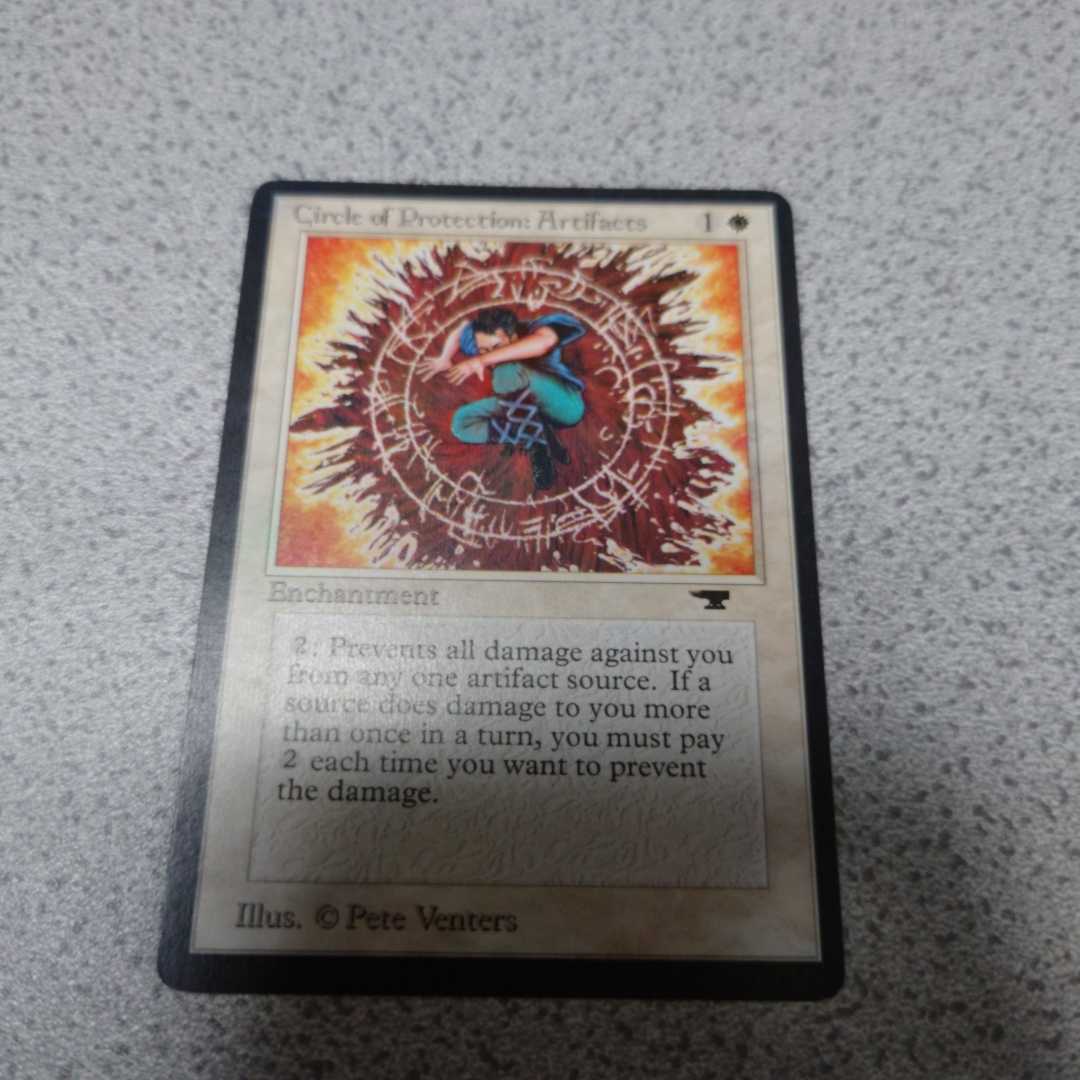 Circle of Protection: Artifacts 1
Enchantment
2: Prevents all damage against you
from any one artifact source. If a
source does damage to you more
than once in a turn, you must pay
2 each time you want to prevent
the damage.
Illus. © Pete Venters